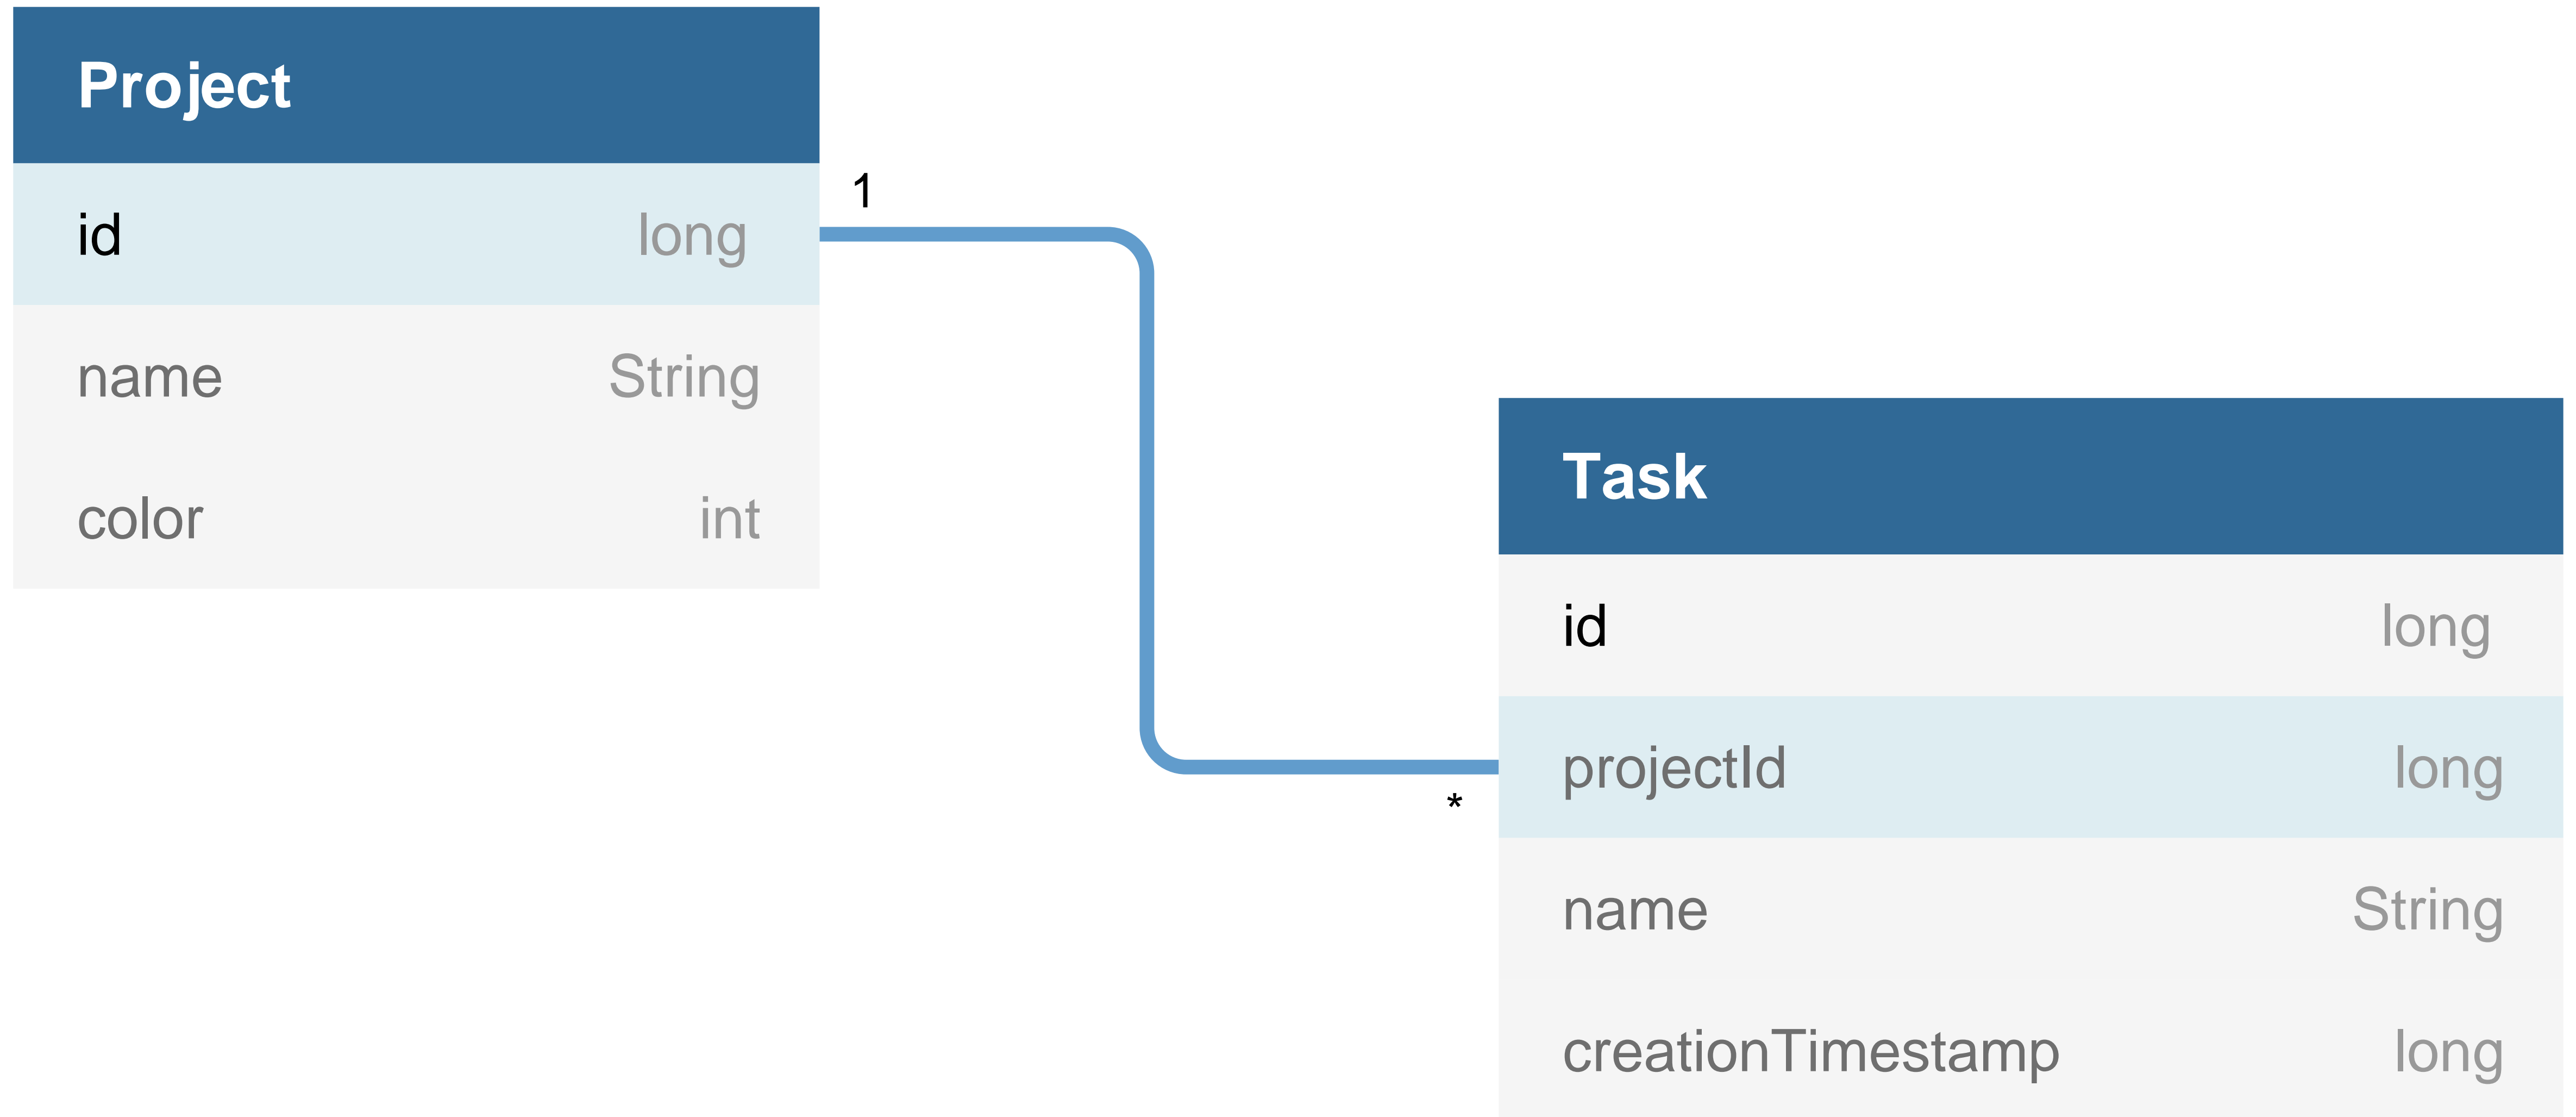 Project
id long
name String
color int
1
*
Task
id long
projectId long
name String
creationTimestamp long